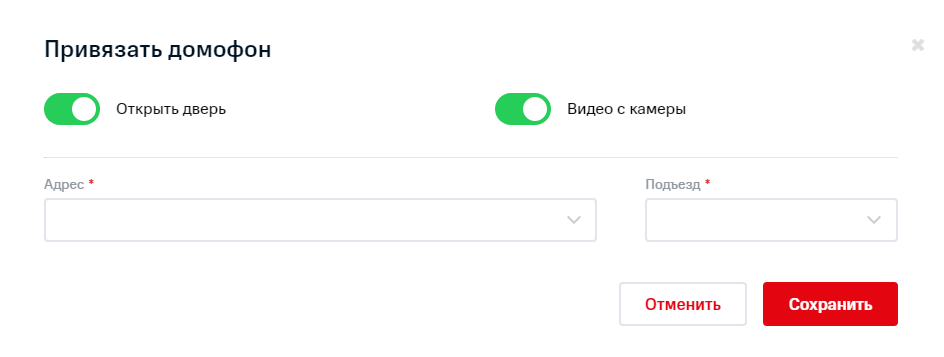 Привязать домофон
Открыть дверь
Видео с камеры
Адрес *
Подъезд *
Отменить
Сохранить